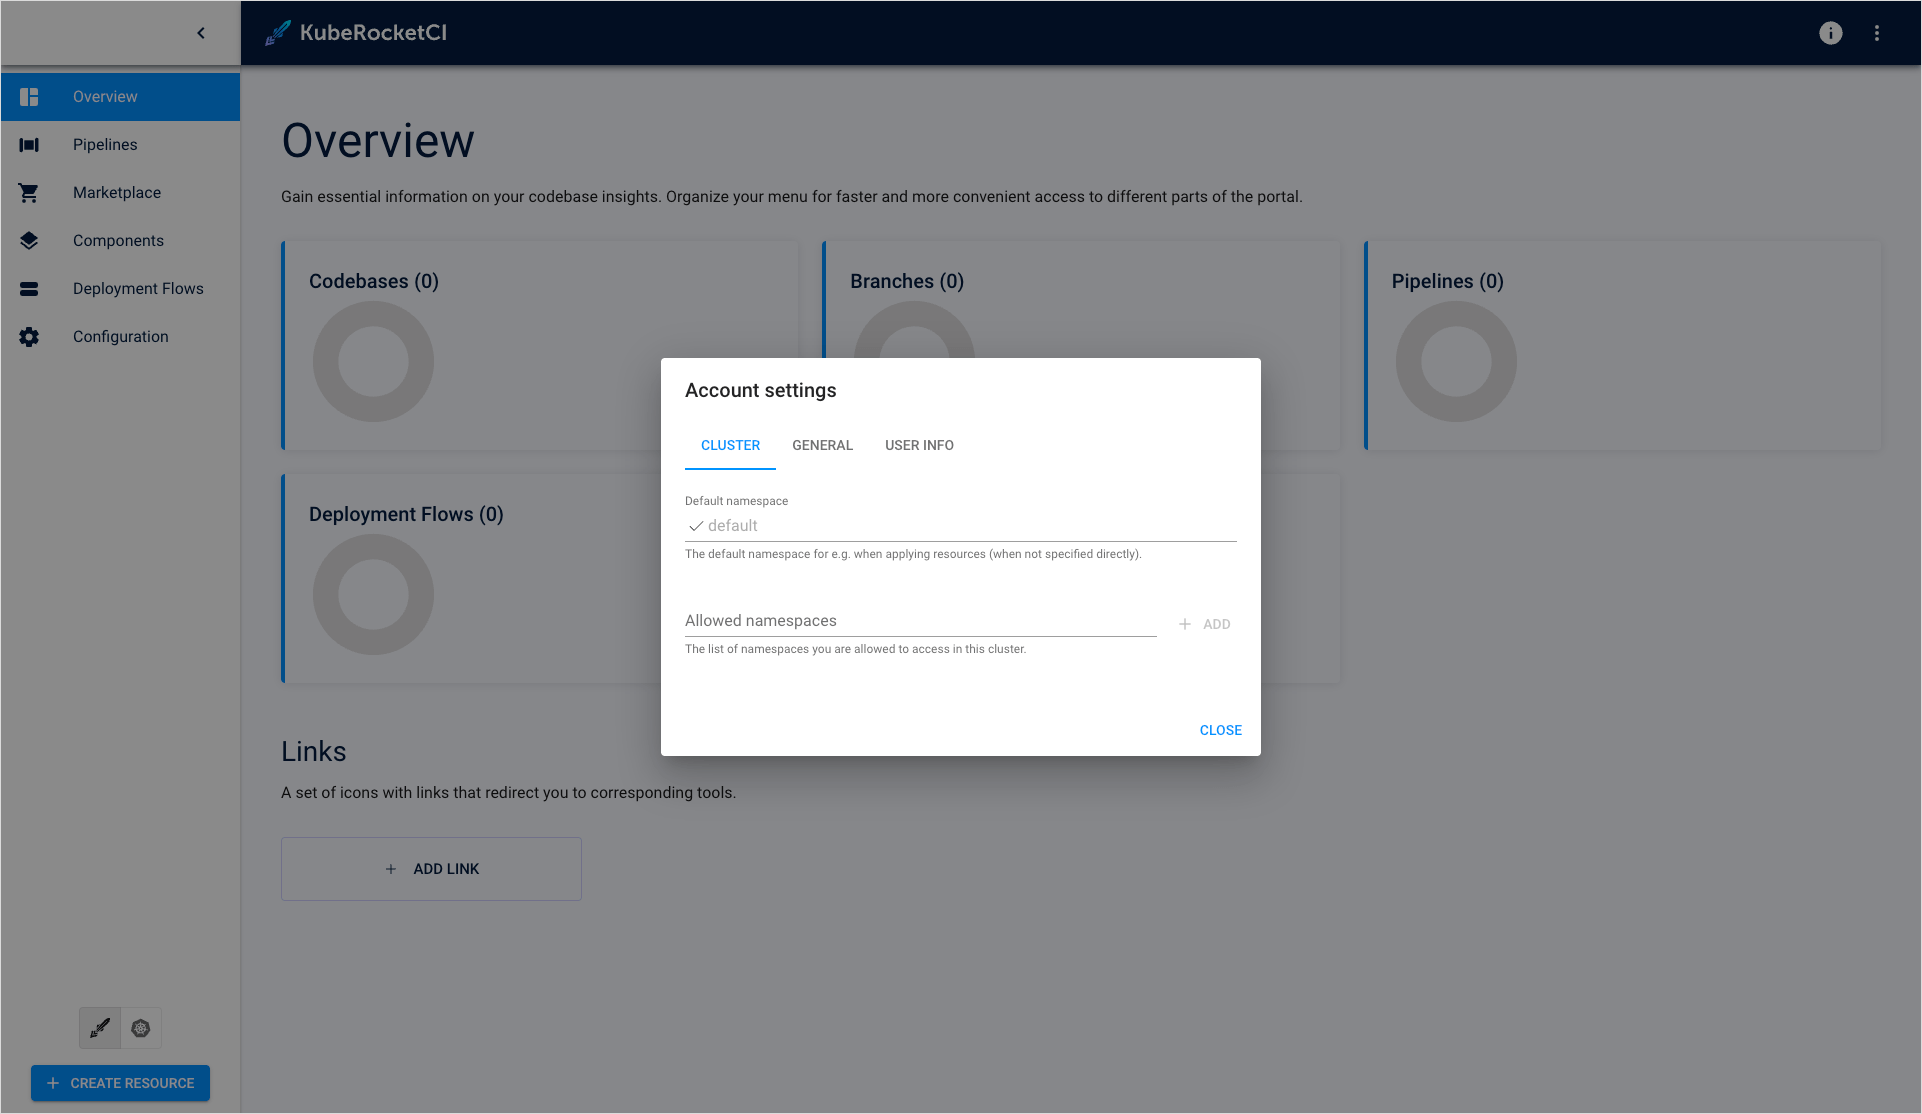 KubeRocketCI
Overview
Pipelines
Marketplace
Components
Deployment Flows
Configuration
CREATE RESOURCE
Overview
Gain essential information on your codebase insights. Organize your menu for faster and more convenient access to different parts of the portal.
Codebases (0)
Branches (0)
Pipelines (0)
Deployment Flows (0)
Links
A set of icons with links that redirect you to corresponding tools.
ADD LINK
Account settings
CLUSTER
GENERAL
USER INFO
Default namespace
default
The default namespace for e.g. when applying resources (when not specified directly).
Allowed namespaces
ADD
The list of namespaces you are allowed to access in this cluster.
CLOSE